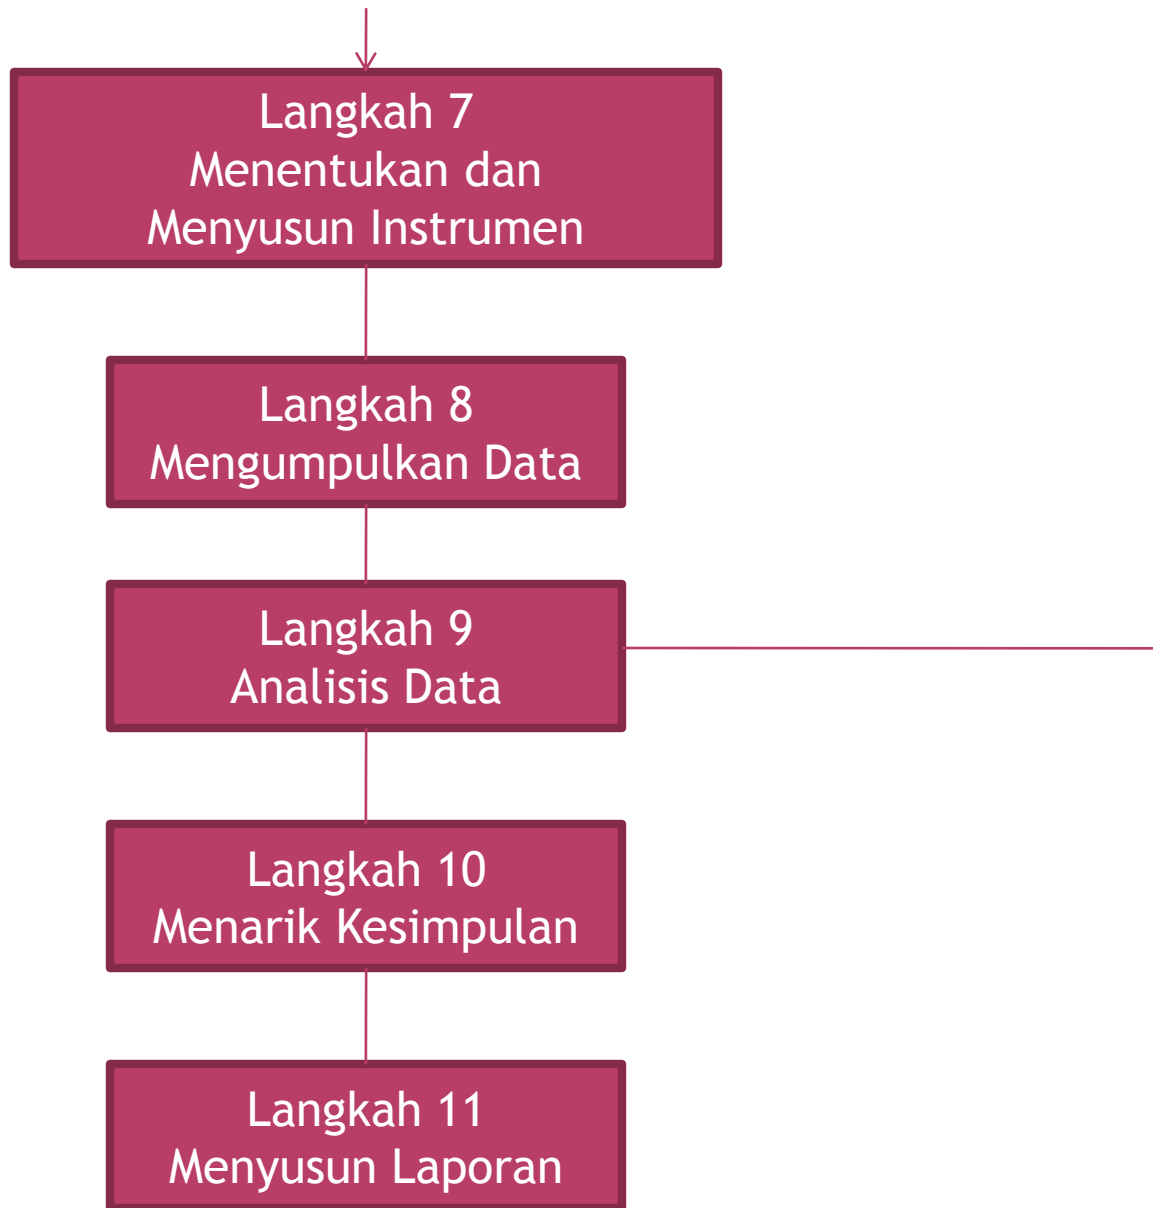 Langkah 7
Menentukan dan
Menyusun Instrumen
Langkah 8
Mengumpulkan Data
Langkah 9
Analisis Data
Langkah 10
Menarik Kesimpulan
Langkah 11
Menyusun Laporan